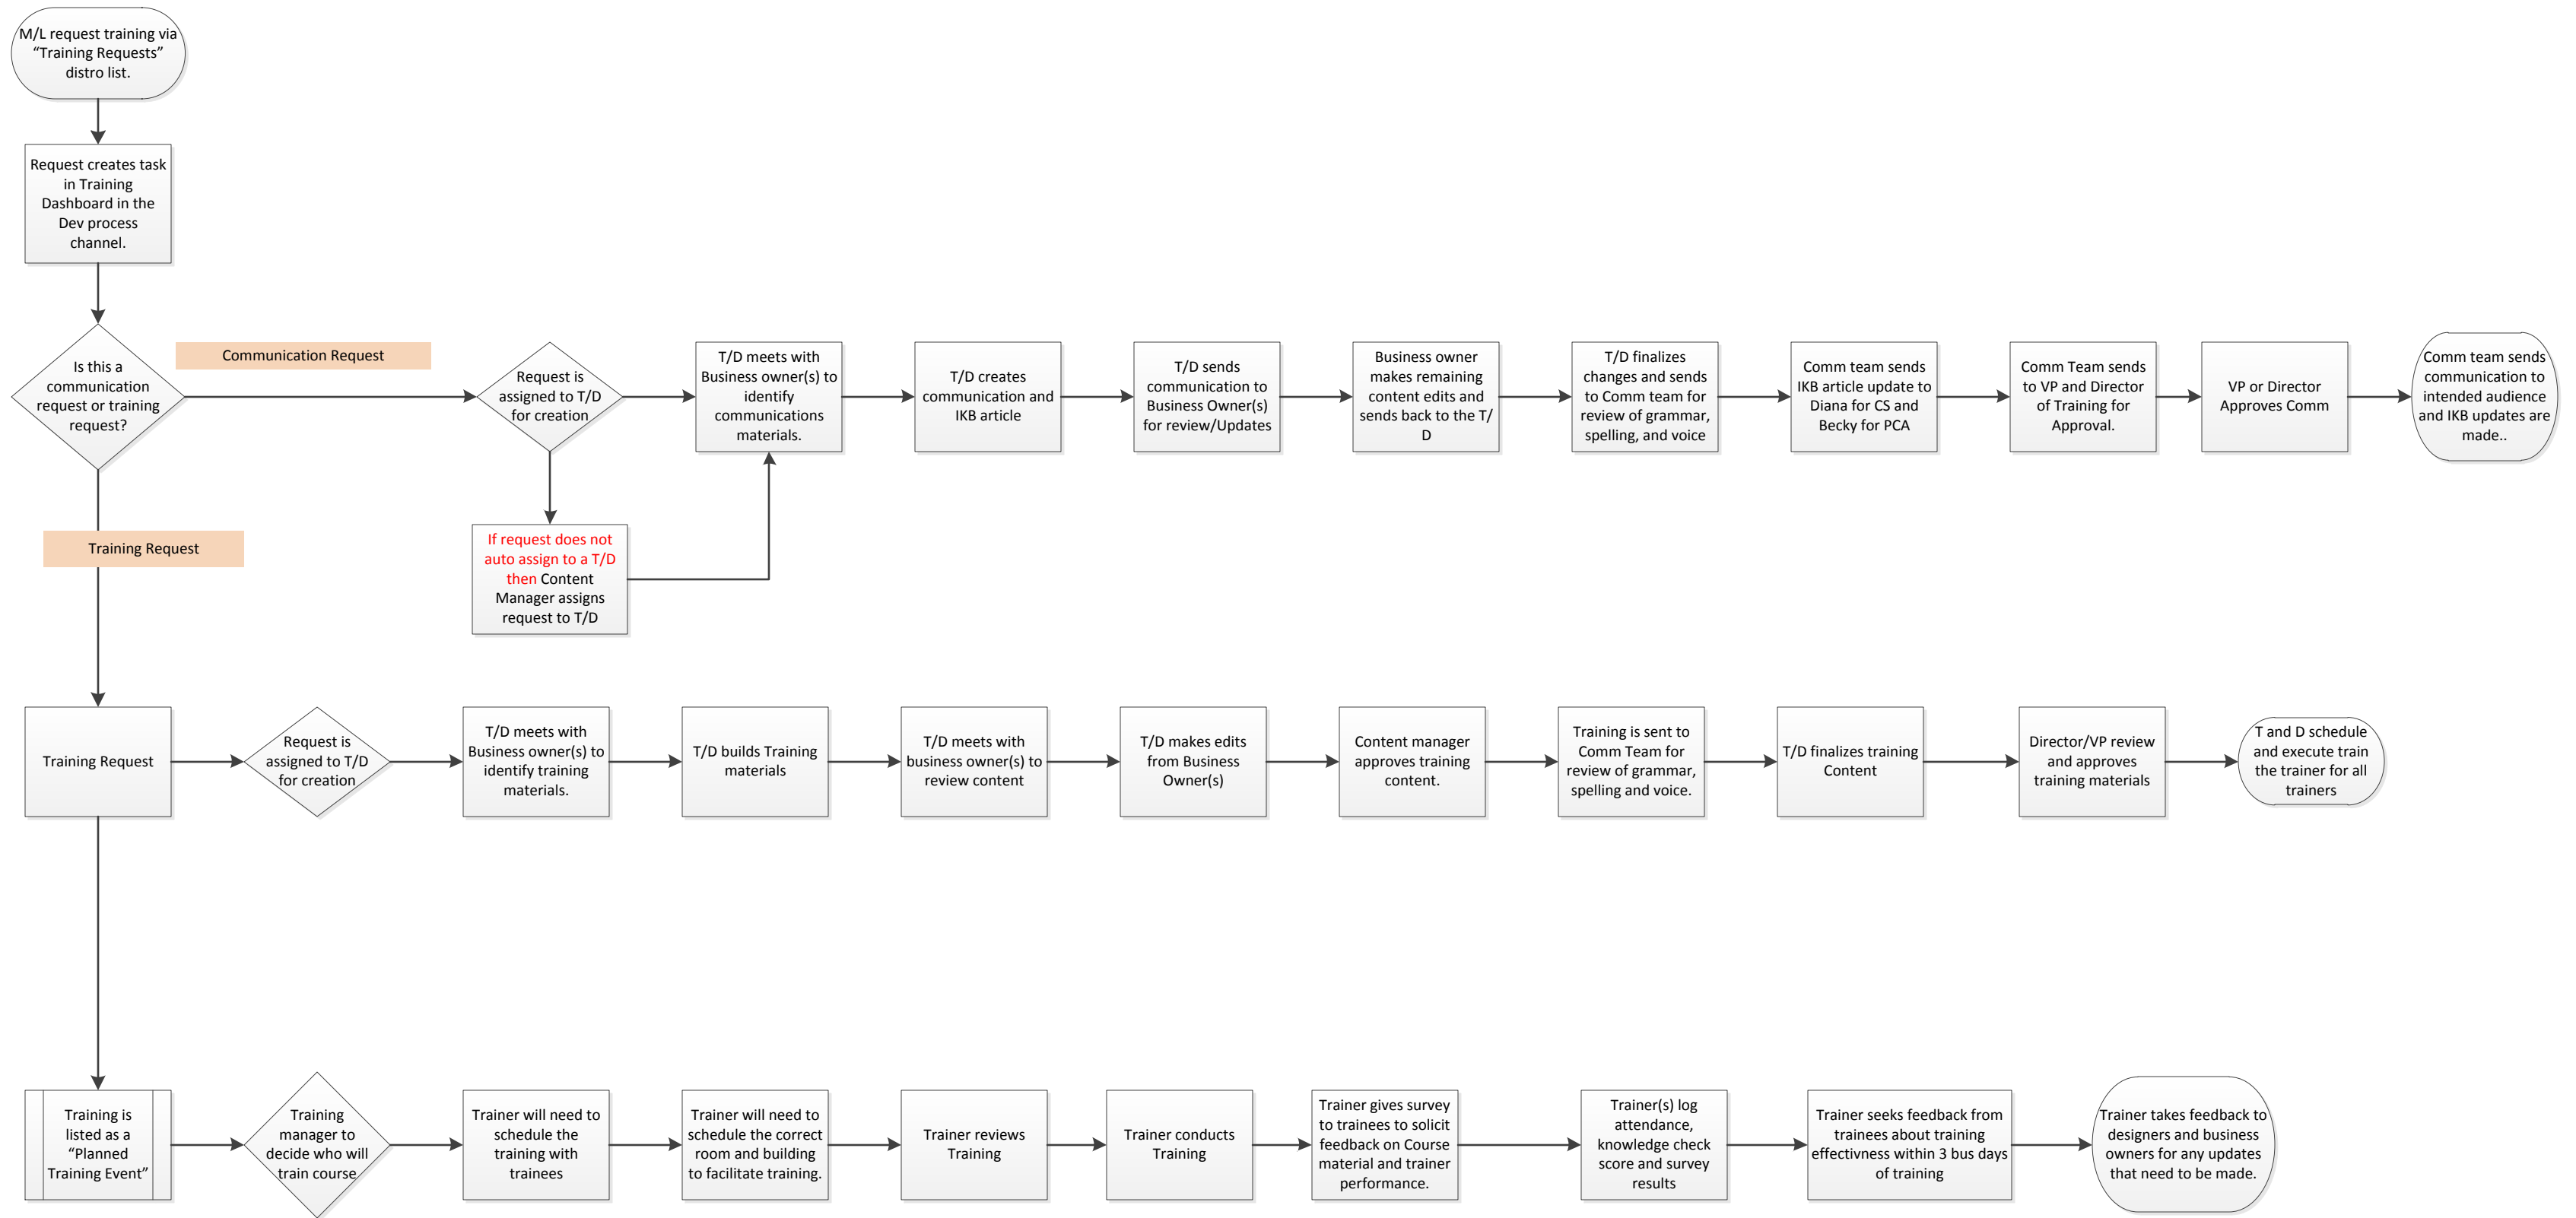 M/L request training via
“Training Requests”
distro list.
Request creates task
in Training
Dashboard in the
Dev process
channel.
Is this a
communication
request or training
request?
Communication Request
Request is
assigned to T/D
for creation
T/D meets with
Business owner(s) to
identify
communications
materials.
T/D creates
communication and
IKB article
T/D sends
communication to
Business Owner(s)
for review/Updates
Business owner
makes remaining
content edits and
sends back to the T/
D
T/D finalizes
changes and sends
to Comm team for
review of grammar,
spelling, and voice
Comm team sends
IKB article update to
Diana for CS and
Becky for PCA
Comm Team sends
to VP and Director
of Training for
Approval.
VP or Director
Approves Comm
Comm team sends
communication to
intended audience
and IKB updates are
made..
If request does not
auto assign to a T/D
then Content
Manager assigns
request to T/D
Training Request
Training Request
Request is
assigned to T/D
for creation
T/D meets with
Business owner(s) to
identify training
materials.
T/D builds Training
materials
T/D meets with
business owner(s) to
review content
T/D makes edits
from Business
Owner(s)
Content manager
approves training
content.
Training is sent to
Comm Team for
review of grammar,
spelling and voice.
T/D finalizes training
Content
Director/VP review
and approves
training materials
T and D schedule
and execute train
the trainer for all
trainers
Training is
listed as a
“Planned
Training Event”
Training
manager to
decide who will
train course
Trainer will need to
schedule the
training with
trainees
Trainer will need to
schedule the correct
room and building
to facilitate training.
Trainer reviews
Training
Trainer conducts
Training
Trainer gives survey
to trainees to solicit
feedback on Course
material and trainer
performance.
Trainer(s) log
attendance,
knowledge check
score and survey
results
Trainer seeks feedback from
trainees about training
effectivness within 3 bus days
of training
Trainer takes feedback to
designers and business
owners for any updates
that need to be made.